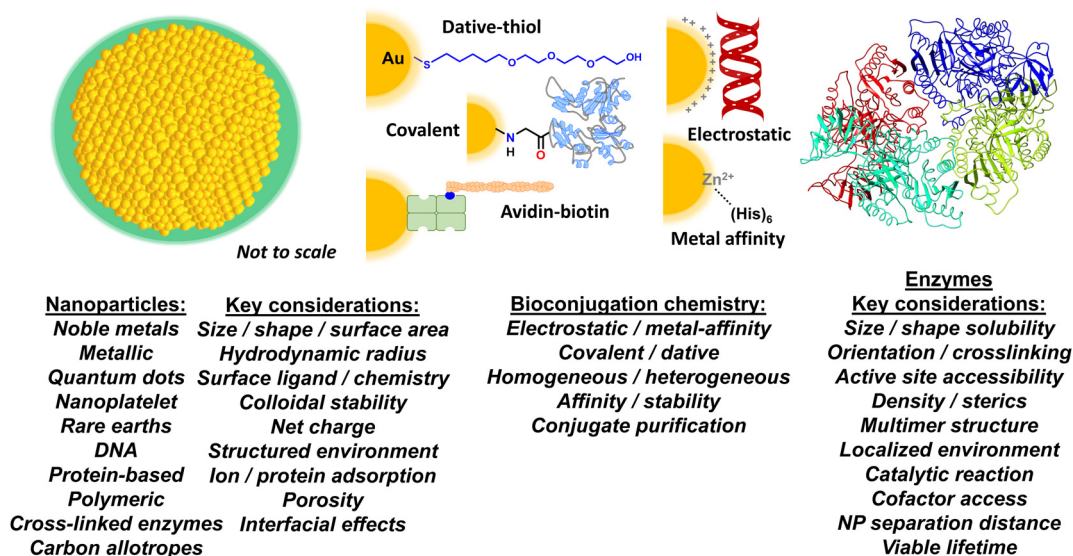 Dative-thiol
Au
S
O
O
O
OH
Covalent
N
H
O
Avidin-biotin
Not to scale
+ + + + + + + + + + + +
Electrostatic
Zn2+
(His)6
Metal affinity
Nanoparticles:
Noble metals
Metallic
Quantum dots
Nanoplatelet
Rare earths
DNA
Protein-based
Polymeric
Cross-linked enzymes
Carbon allotropes
Key considerations:
Size / shape / surface area
Hydrodynamic radius
Surface ligand / chemistry
Colloidal stability
Net charge
Structured environment
Ion / protein adsorption
Porosity
Interfacial effects
Bioconjugation chemistry:
Electrostatic / metal-affinity
Covalent / dative
Homogeneous / heterogeneous
Affinity / stability
Conjugate purification
Enzymes
Key considerations:
Size / shape solubility
Orientation / crosslinking
Active site accessibility
Density / sterics
Multimer structure
Localized environment
Catalytic reaction
Cofactor access
NP separation distance
Viable lifetime